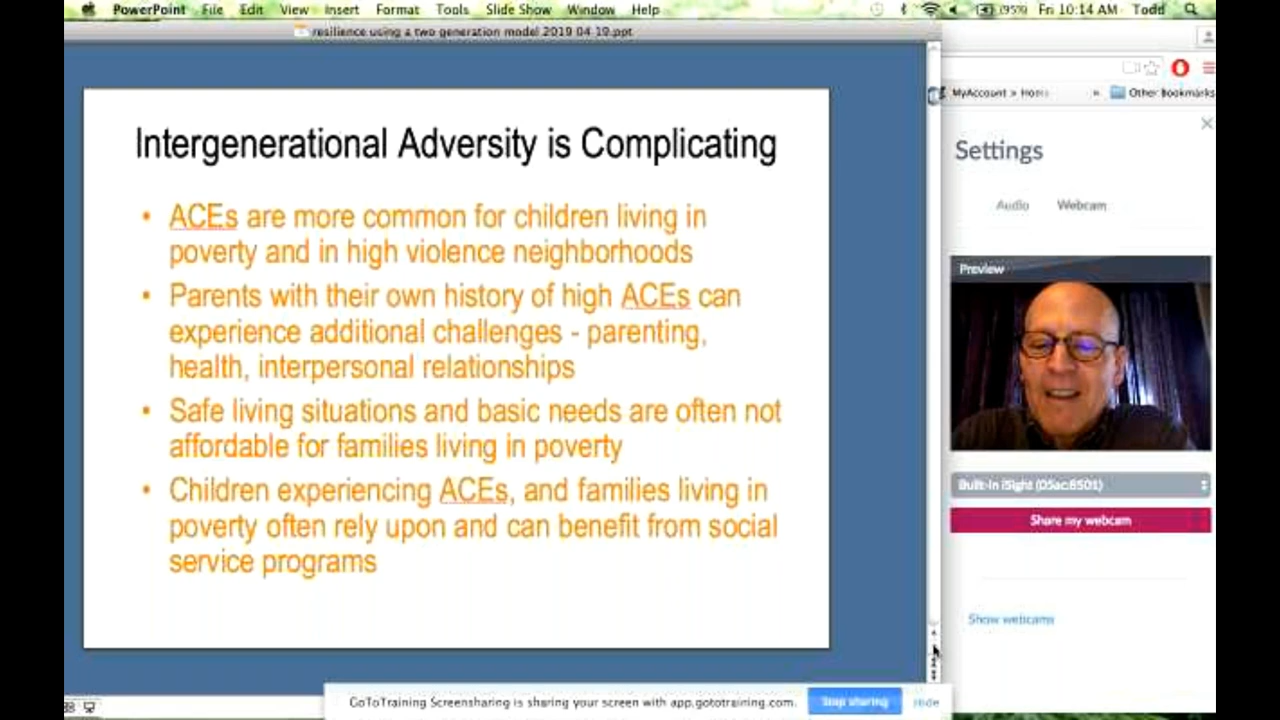 PowerPoint File Edit View Insert Format Tools Slide Show Window Help (95%) Fri 10:14 AM Todd
resilience using a two generation model 2019 04 19.ppt
MyAccount > Home » Other Bookmarks
Intergenerational Adversity is Complicating
• ACEs are more common for children living in
poverty and in high violence neighborhoods
• Parents with their own history of high ACEs can
experience additional challenges - parenting,
health, interpersonal relationships
• Safe living situations and basic needs are often not
affordable for families living in poverty
• Children experiencing ACEs, and families living in
poverty often rely upon and can benefit from social
service programs
Settings
Audio Webcam
Preview
Built-in iSight (05ac:8501)
Share my webcam
Show webcams
GoToTraining Screensharing is sharing your screen with app.gototraining.com.
Stop sharing
Hide